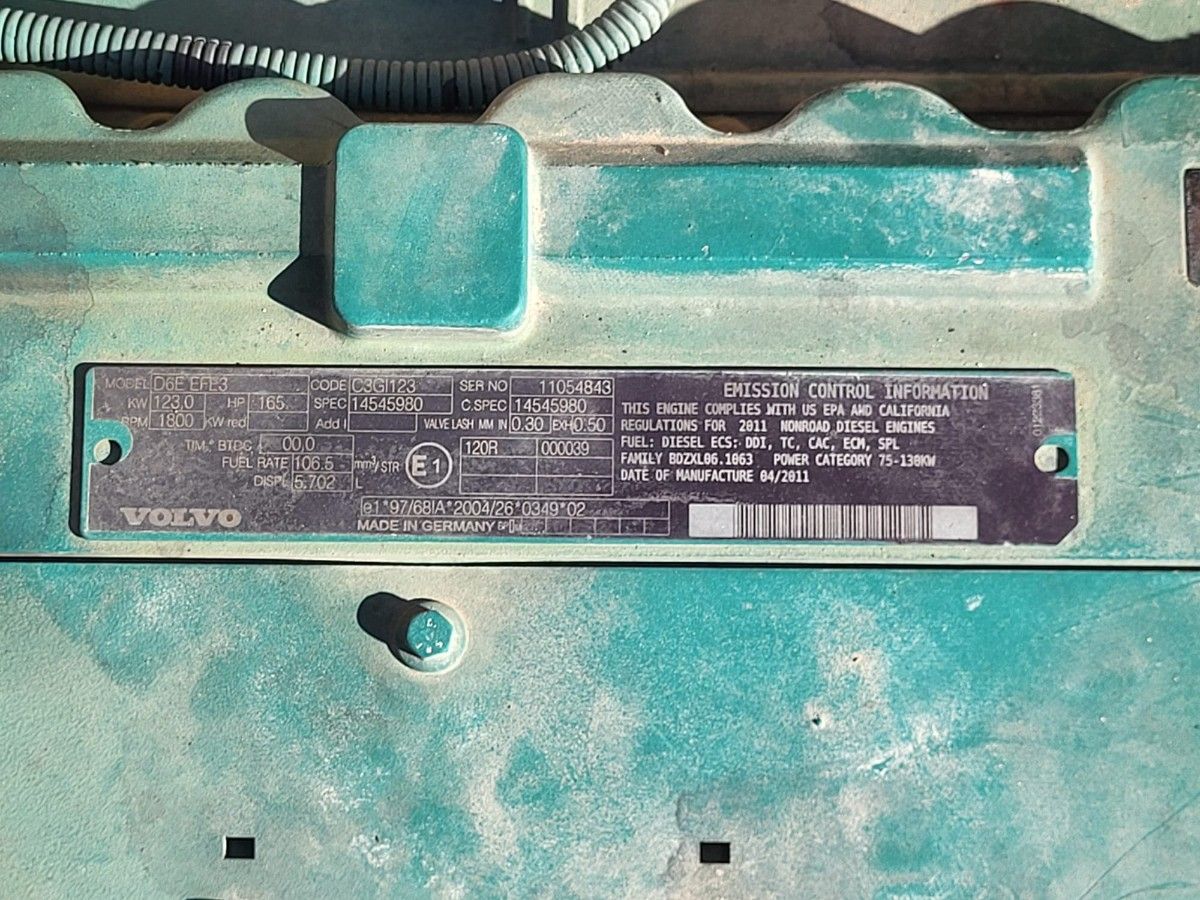 MODEL D6E EFE3 CODE C3GI123 SER NO 11054843
KW 123,0 HP 165 SPEC 14545980 C.SPEC 14545980
RPM 1800 KW red Add I VALVE LASH MM IN 0.30 EXH 0.50
TIM.° BTDC 00,0 120R 000039
FUEL RATE 106.5 mm³/STR E1
DISPL 5.702 L
VOLVO
e1*97/68IA*2004/26*0349*02
MADE IN GERMANY
EMISSION CONTROL INFORMATION
THIS ENGINE COMPLIES WITH US EPA AND CALIFORNIA
REGULATIONS FOR 2011 NONROAD DIESEL ENGINES
FUEL: DIESEL ECS: DDI, TC, CAC, ECM, SPL
FAMILY BDZXL06.1063 POWER CATEGORY 75-130KW
DATE OF MANUFACTURE 04/2011